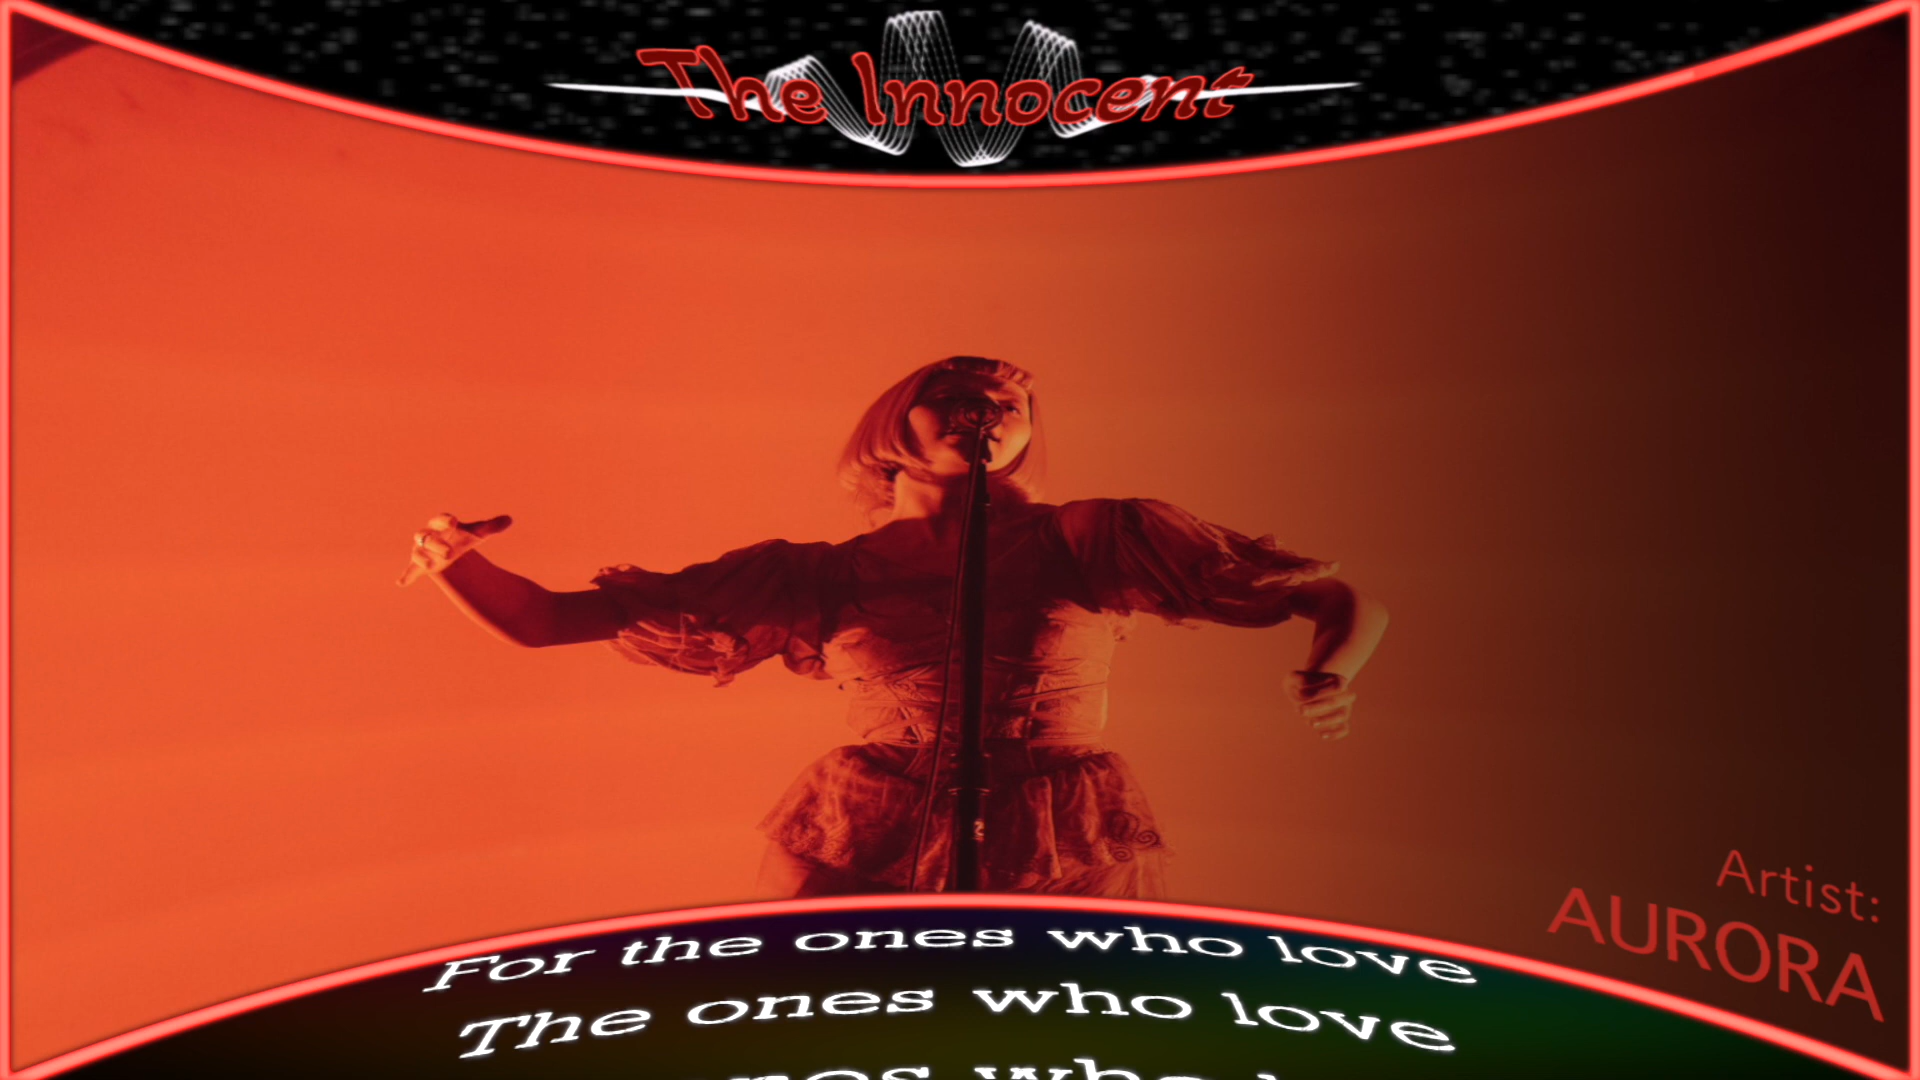 The Innocent
Artist:
AURORA
For the ones who love
The ones who love